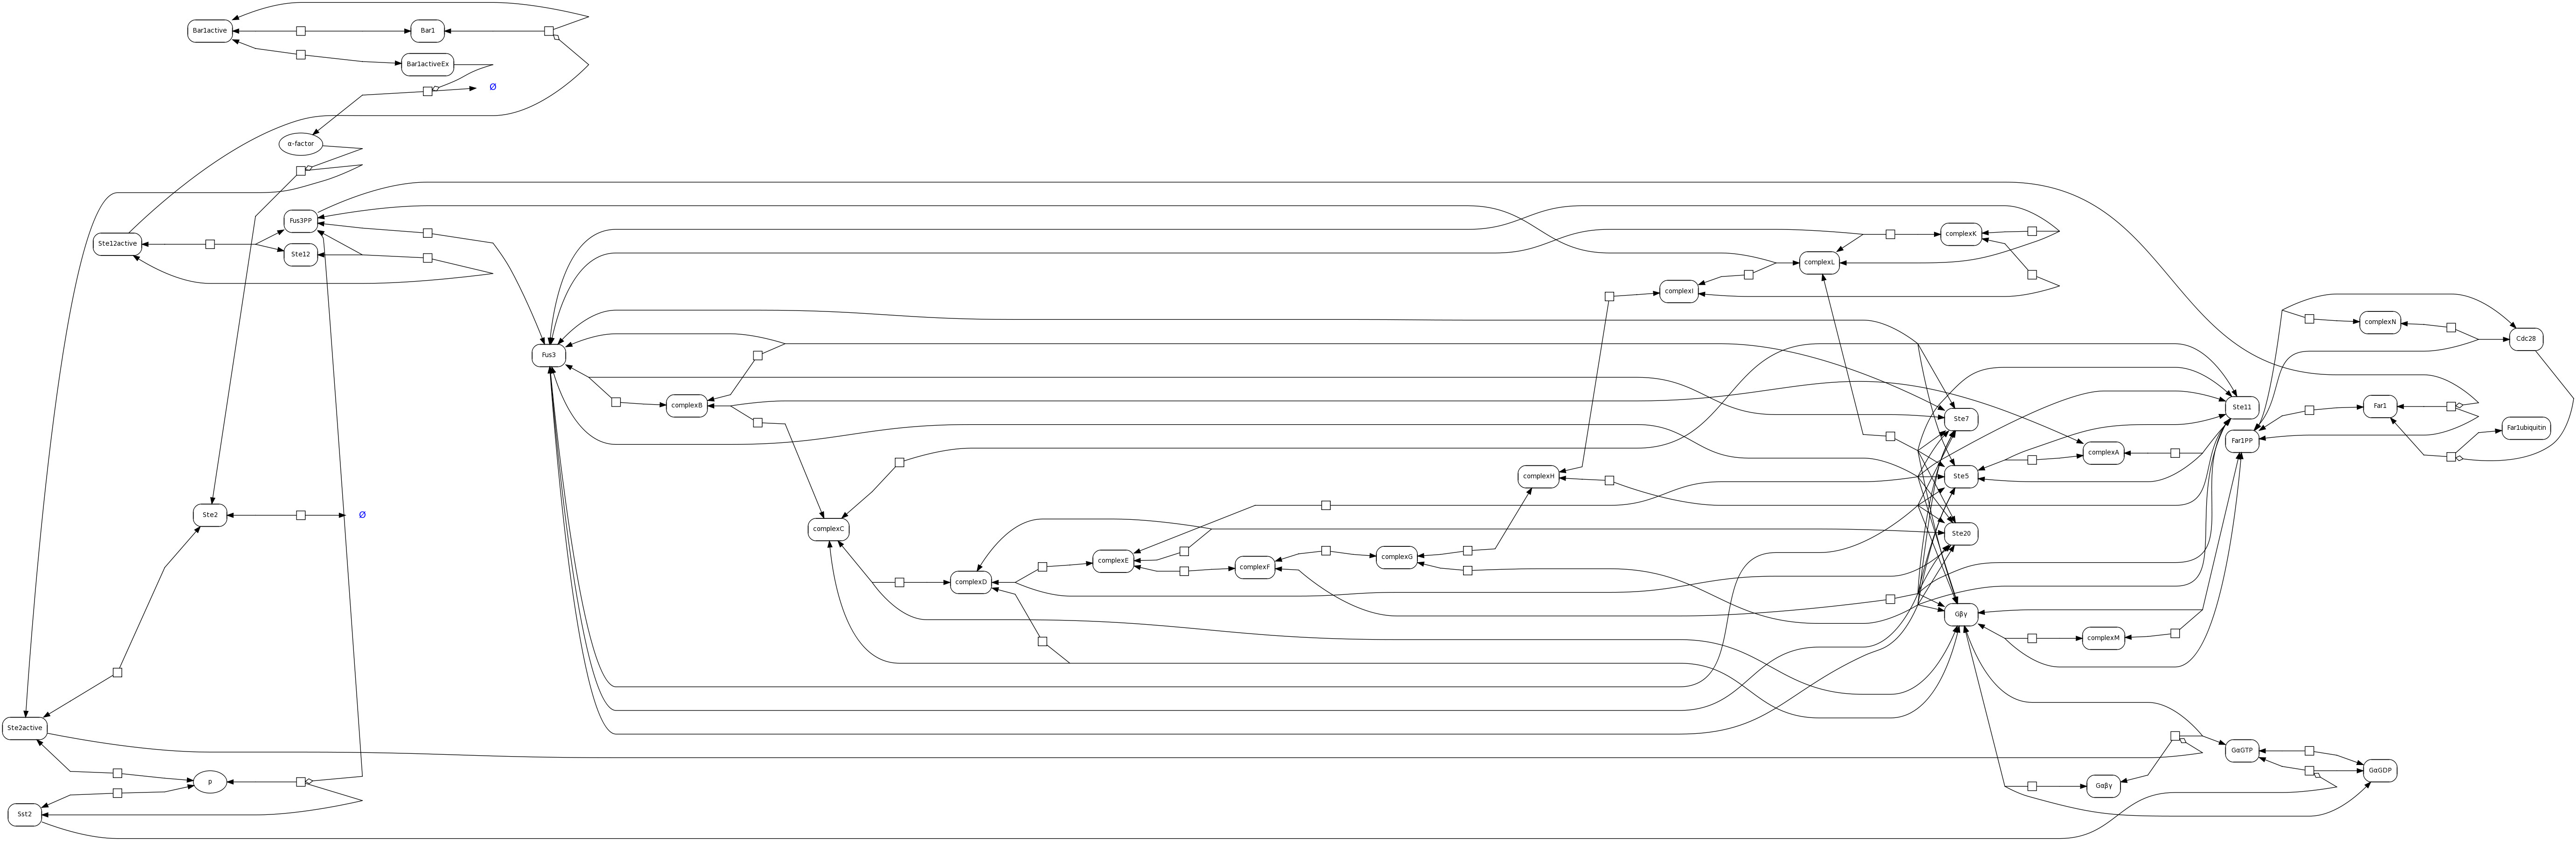 Bar1active
Bar1
Bar1activeEx
Ø
α-factor
Fus3PP
Ste12active
Ste12
complexK
complexL
complexI
complexN
Cdc28
Fus3
complexB
Ste7
Ste11
Far1
Far1ubiquitin
Far1PP
complexA
complexH
Ste5
Ste2
Ø
complexC
Ste20
complexG
complexE
complexF
complexD
Gβγ
complexM
Ste2active
GαGTP
GαGDP
p
Gαβγ
Sst2